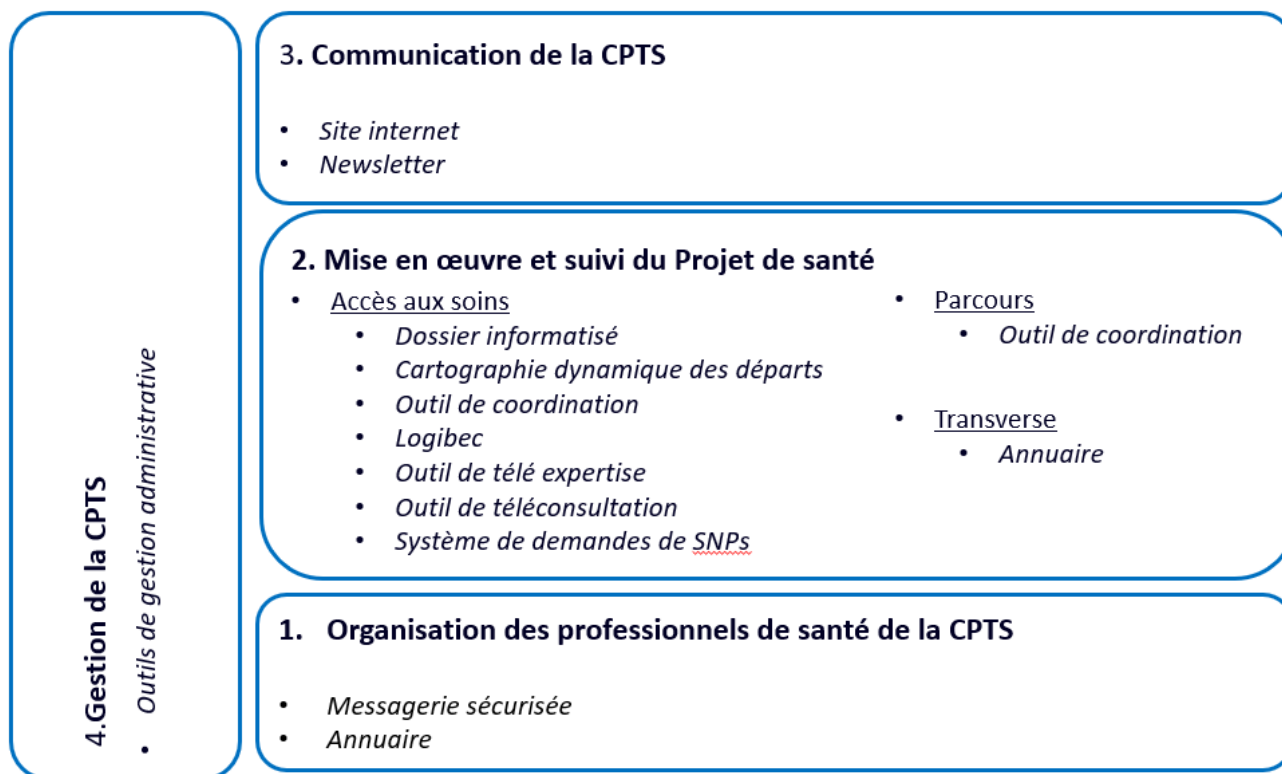 3. Communication de la CPTS
• Site internet
• Newsletter
2. Mise en œuvre et suivi du Projet de santé
• Accès aux soins
• Dossier informatisé
• Cartographie dynamique des départs
• Outil de coordination
• Logibec
• Outil de télé expertise
• Outil de téléconsultation
• Système de demandes de SNPs
• Parcours
• Outil de coordination
• Transverse
• Annuaire
1. Organisation des professionnels de santé de la CPTS
• Messagerie sécurisée
• Annuaire
4.Gestion de la CPTS
• Outils de gestion administrative